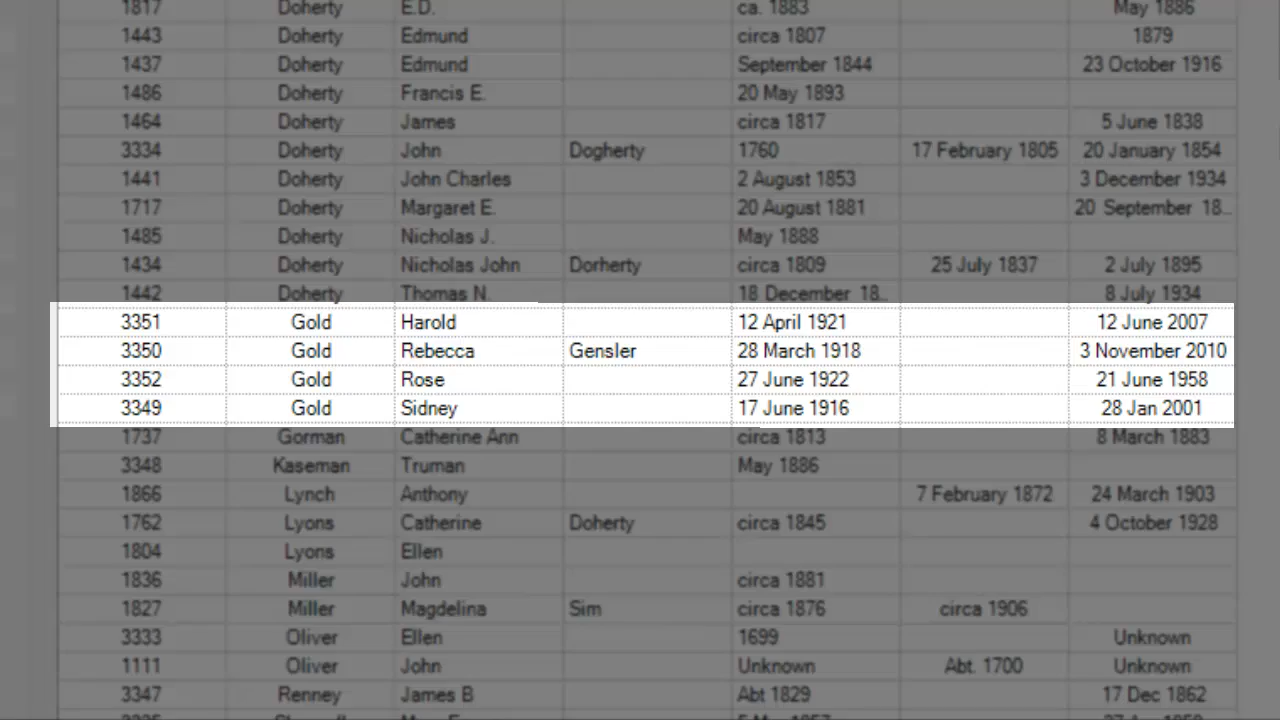 1817 Doherty E.D. ca. 1883 May 1886
1443 Doherty Edmund circa 1807 1879
1437 Doherty Edmund September 1844 23 October 1916
1486 Doherty Francis E. 20 May 1893
1464 Doherty James circa 1817 5 June 1838
3334 Doherty John Dogherty 1760 17 February 1805 20 January 1854
1441 Doherty John Charles 2 August 1853 3 December 1934
1717 Doherty Margaret E. 20 August 1881 20 September 18...
1485 Doherty Nicholas J. May 1888
1434 Doherty Nicholas John Dorherty circa 1809 25 July 1837 2 July 1895
1442 Doherty Thomas N. 18 December 18... 8 July 1934
3351 Gold Harold 12 April 1921 12 June 2007
3350 Gold Rebecca Gensler 28 March 1918 3 November 2010
3352 Gold Rose 27 June 1922 21 June 1958
3349 Gold Sidney 17 June 1916 28 Jan 2001
1737 Gorman Catherine Ann circa 1813 8 March 1883
3348 Kaseman Truman May 1886
1866 Lynch Anthony 7 February 1872 24 March 1903
1762 Lyons Catherine Doherty circa 1845 4 October 1928
1804 Lyons Ellen
1836 Miller John circa 1881
1827 Miller Magdelina Sim circa 1876 circa 1906
3333 Oliver Ellen 1699 Unknown
1111 Oliver John Unknown Abt. 1700 Unknown
3347 Renney James B Abt 1829 17 Dec 1862